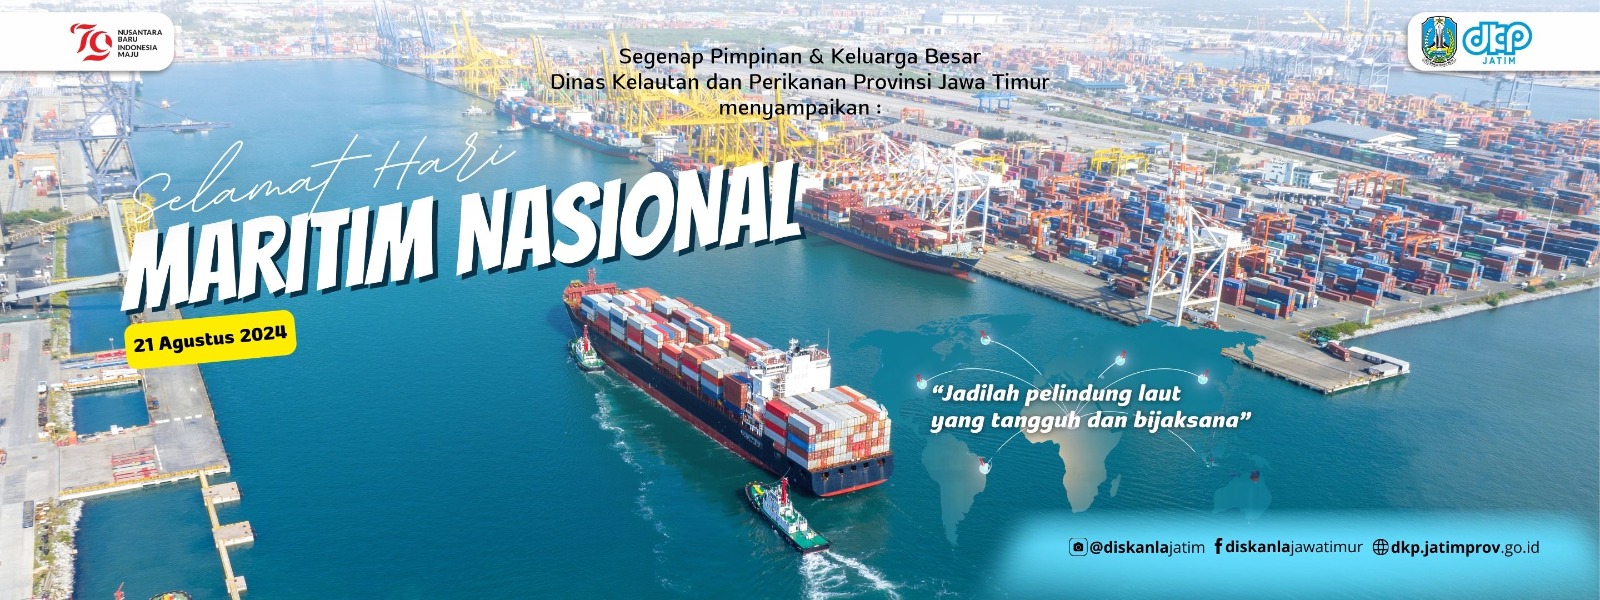 79
NUSANTARA
BARU
INDONESIA
MAJU
dkp
JATIM
Segenap Pimpinan & Keluarga Besar
Dinas Kelautan dan Perikanan Provinsi Jawa Timur
menyampaikan :
Selamat Hari
MARITIM NASIONAL
21 Agustus 2024
“Jadilah pelindung laut
yang tangguh dan bijaksana”
@diskanlajatim diskanlajawatimur dkp.jatimprov.go.id